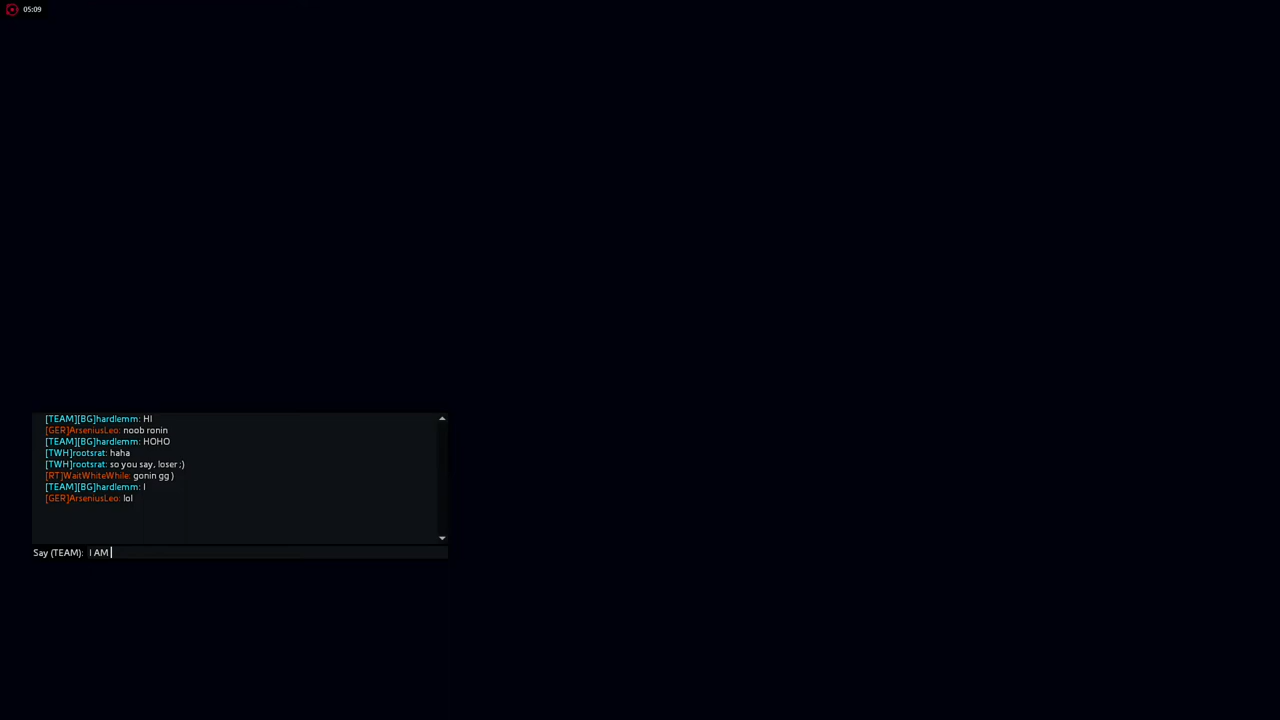 05:09
[TEAM][BG]hardlemm: HI
[GER]ArseniusLeo: noob ronin
[TEAM][BG]hardlemm: HOHO
[TWH]rootsrat: haha
[TWH]rootsrat: so you say, loser ;)
[RT]WaitWhiteWhile: gonin gg )
[TEAM][BG]hardlemm: I
[GER]ArseniusLeo: lol
Say (TEAM): I AM